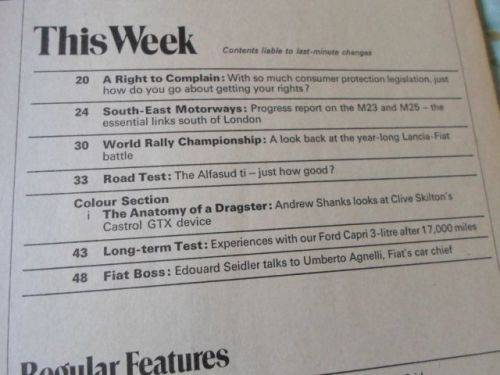 This Week
Contents liable to last-minute changes
20 A Right to Complain: With so much consumer protection legislation, just
how do you go about getting your rights?
24 South-East Motorways: Progress report on the M23 and M25 – the
essential links south of London
30 World Rally Championship: A look back at the year-long Lancia-Fiat
battle
33 Road Test: The Alfasud ti – just how good?
Colour Section
i The Anatomy of a Dragster: Andrew Shanks looks at Clive Skilton's
Castrol GTX device
43 Long-term Test: Experiences with our Ford Capri 3-litre after 17,000 miles
48 Fiat Boss: Edouard Seidler talks to Umberto Agnelli, Fiat's car chief
Regular Features